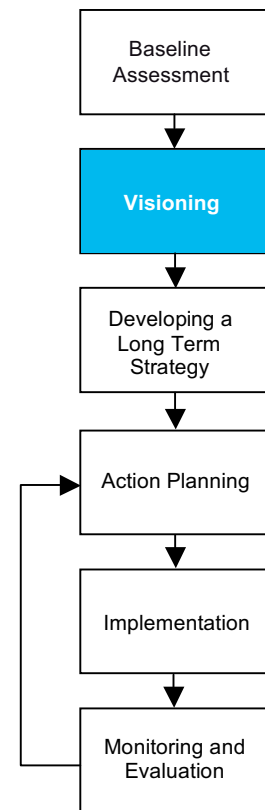 Baseline
Assessment
Visioning
Developing a
Long Term
Strategy
Action Planning
Implementation
Monitoring and
Evaluation